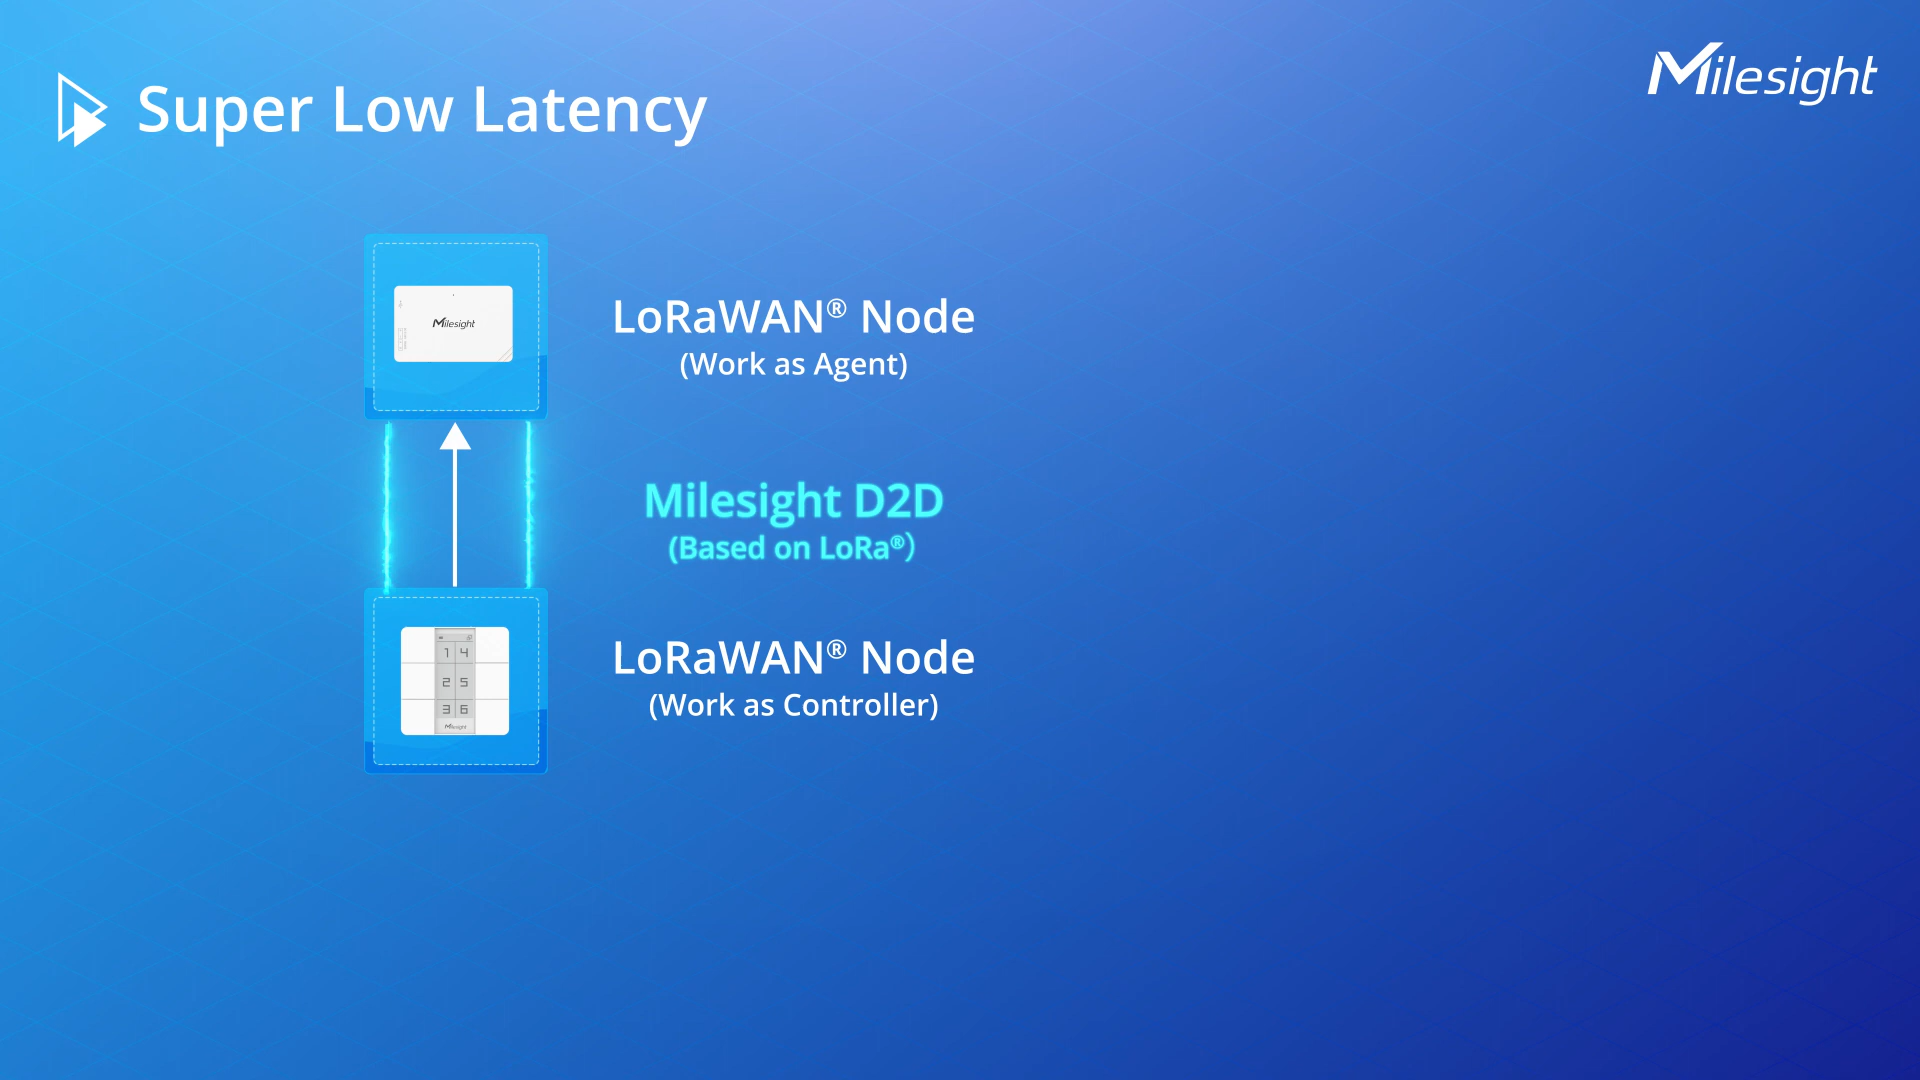 Super Low Latency
Milesight
Milesight
LoRaWAN® Node
(Work as Agent)
Milesight D2D
(Based on LoRa®)
1 4
2 5
3 6
Milesight
LoRaWAN® Node
(Work as Controller)